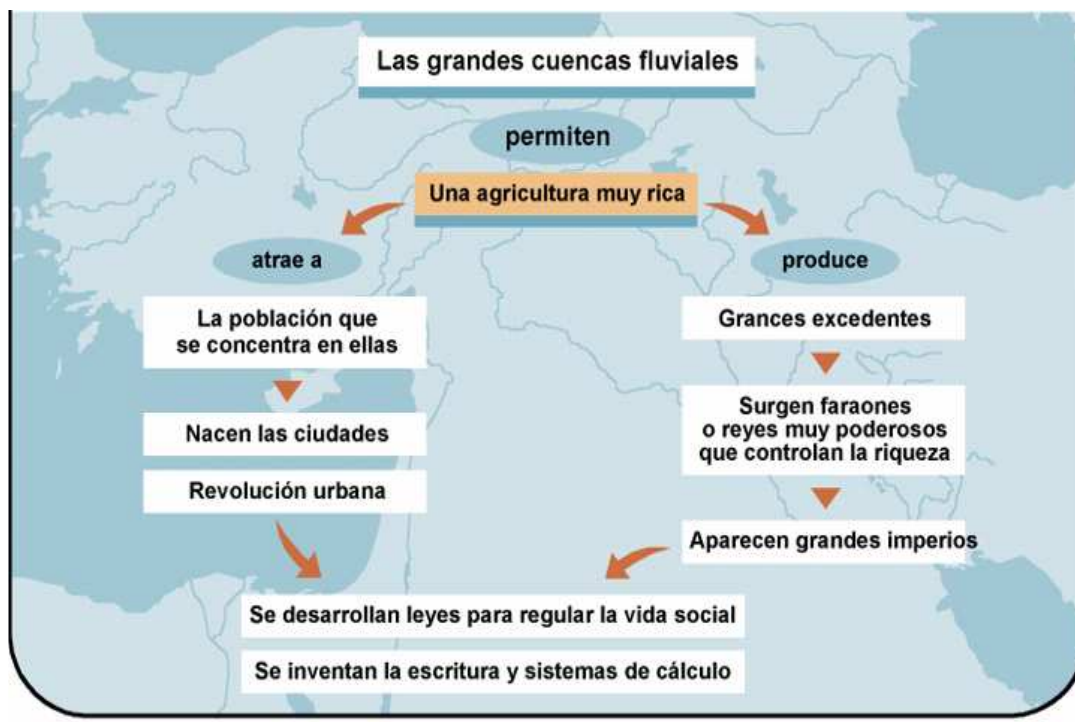 Las grandes cuencas fluviales
permiten
Una agricultura muy rica
atrae a
La población que
se concentra en ellas
Nacen las ciudades
Revolución urbana
produce
Grances excedentes
Surgen faraones
o reyes muy poderosos
que controlan la riqueza
Aparecen grandes imperios
Se desarrollan leyes para regular la vida social
Se inventan la escritura y sistemas de cálculo